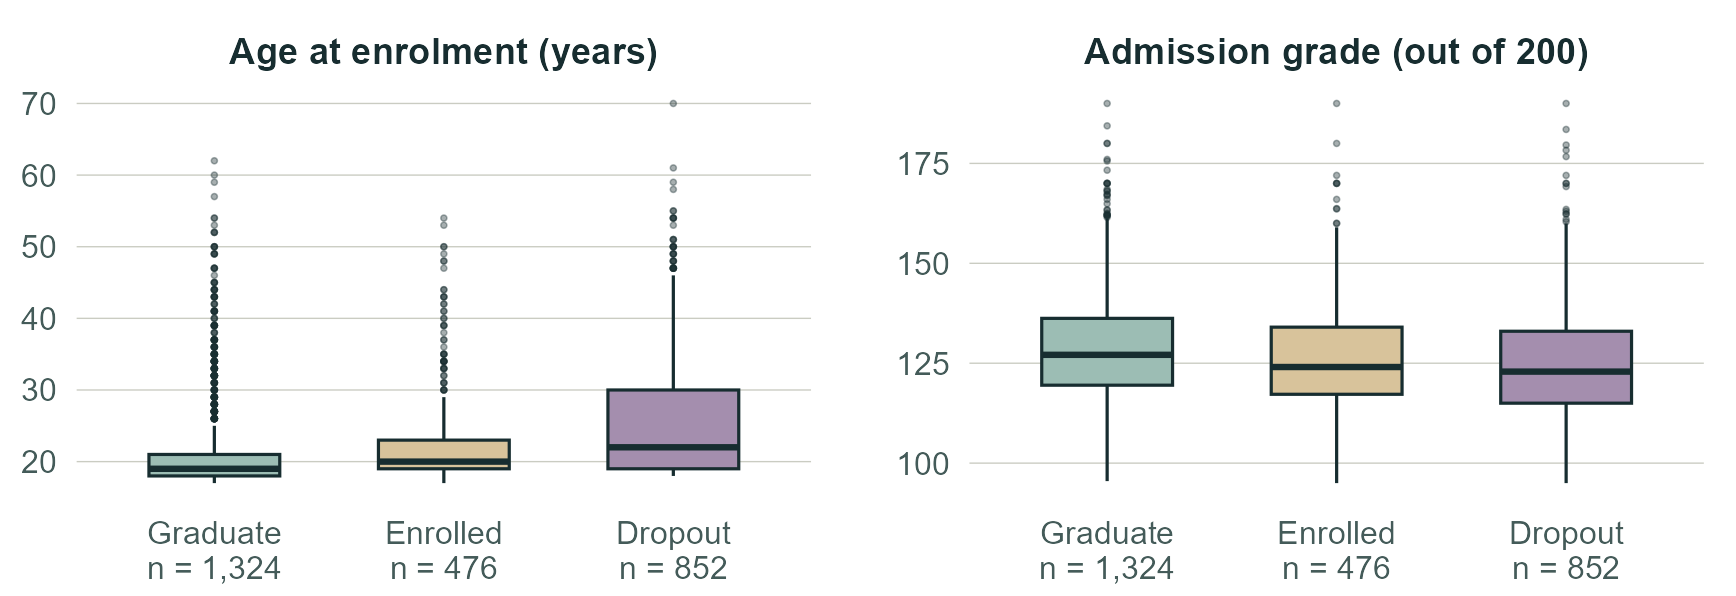 Age at enrolment (years)
70
60
50
40
30
20
Graduate
n = 1,324
Enrolled
n = 476
Dropout
n = 852
Admission grade (out of 200)
175
150
125
100
Graduate
n = 1,324
Enrolled
n = 476
Dropout
n = 852